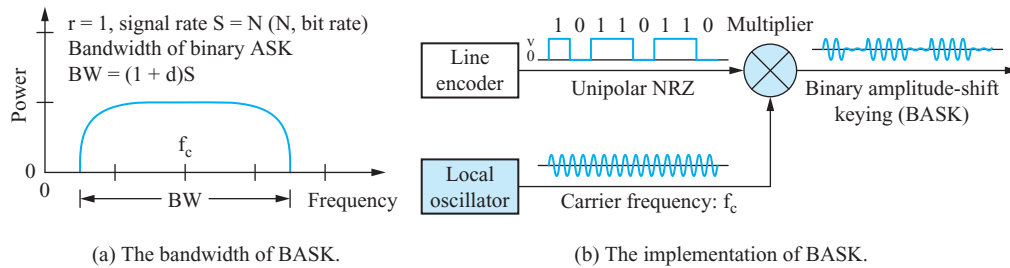 r = 1, signal rate S = N (N, bit rate)
Bandwidth of binary ASK
BW = (1 + d)S
Power
f_c
0
0
BW
Frequency
(a) The bandwidth of BASK.
1 0 1 1 0 1 1 0
Multiplier
v
0
Line
encoder
Unipolar NRZ
Binary amplitude-shift
keying (BASK)
Local
oscillator
Carrier frequency: f_c
(b) The implementation of BASK.